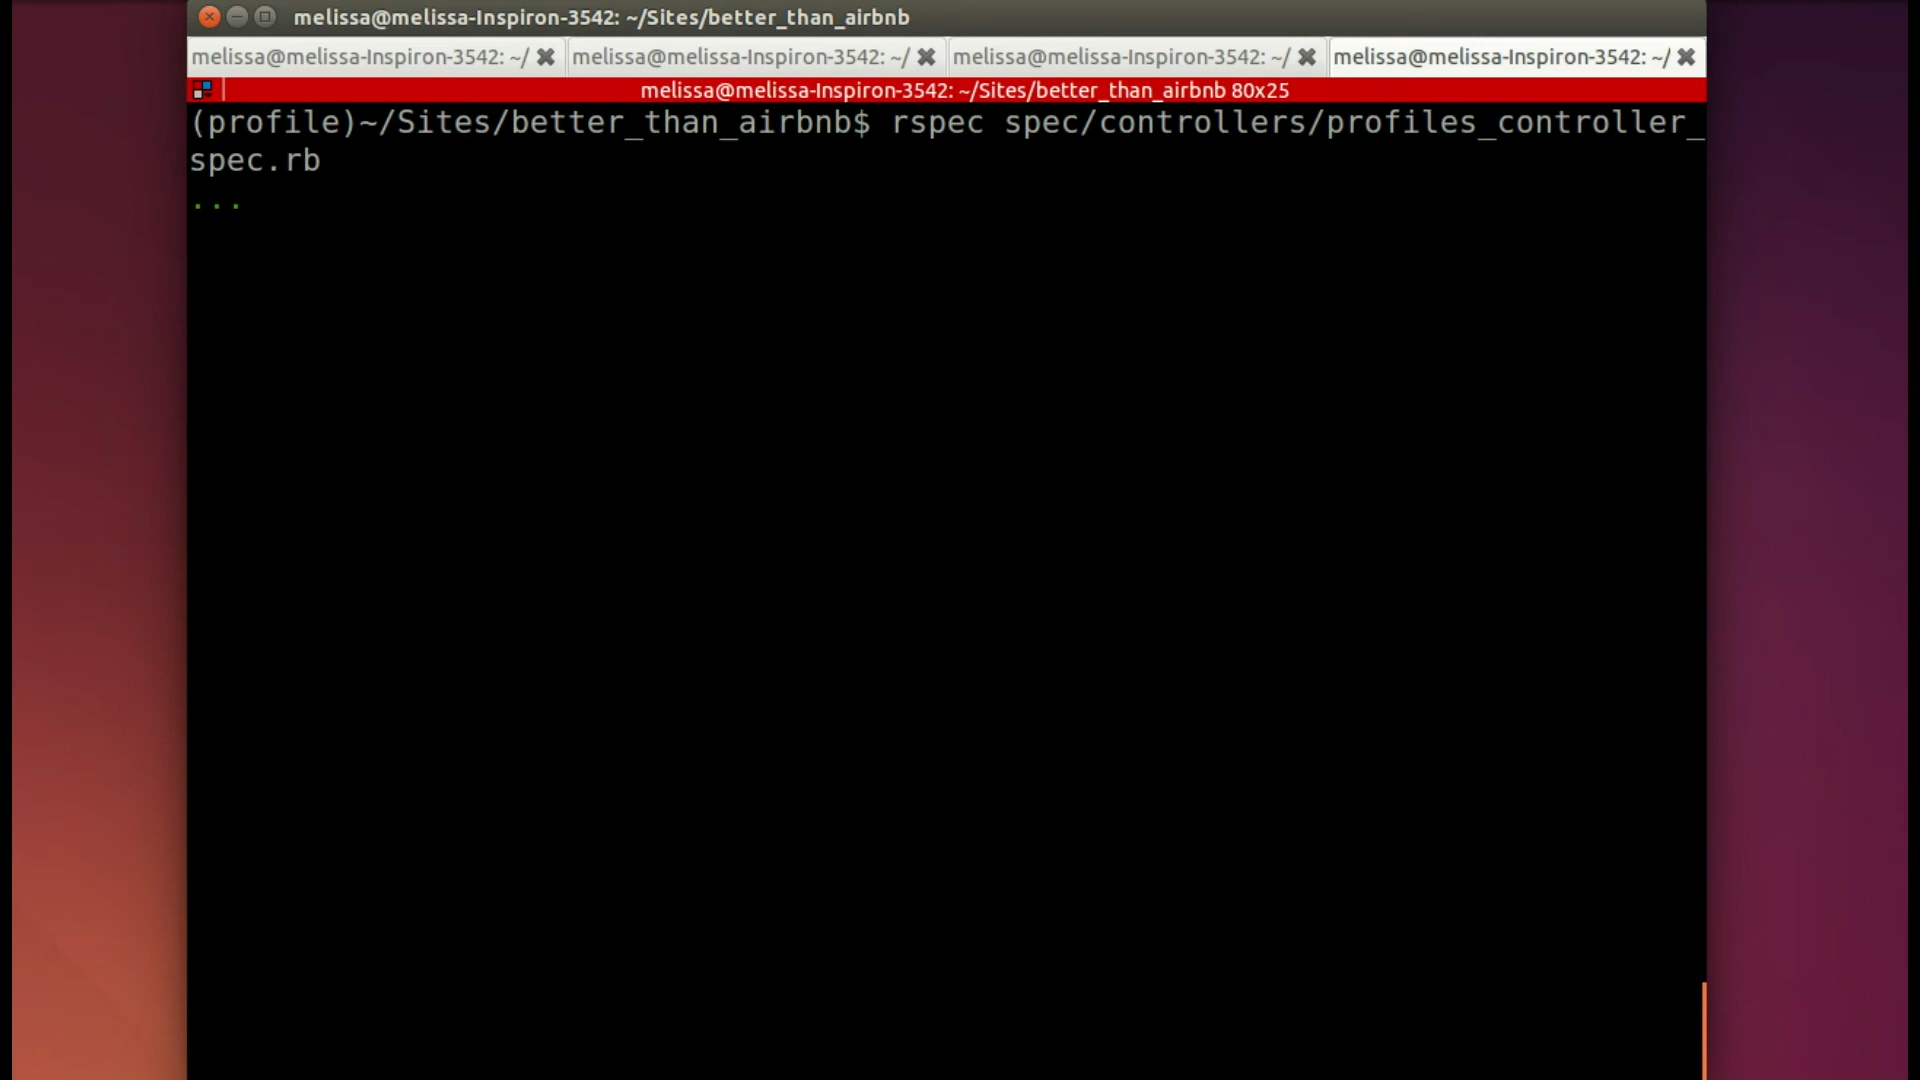 melissa@melissa-Inspiron-3542: ~/Sites/better_than_airbnb
melissa@melissa-Inspiron-3542: ~/ melissa@melissa-Inspiron-3542: ~/ melissa@melissa-Inspiron-3542: ~/ melissa@melissa-Inspiron-3542: ~/
melissa@melissa-Inspiron-3542: ~/Sites/better_than_airbnb 80x25
(profile)~/Sites/better_than_airbnb$ rspec spec/controllers/profiles_controller_
spec.rb
...